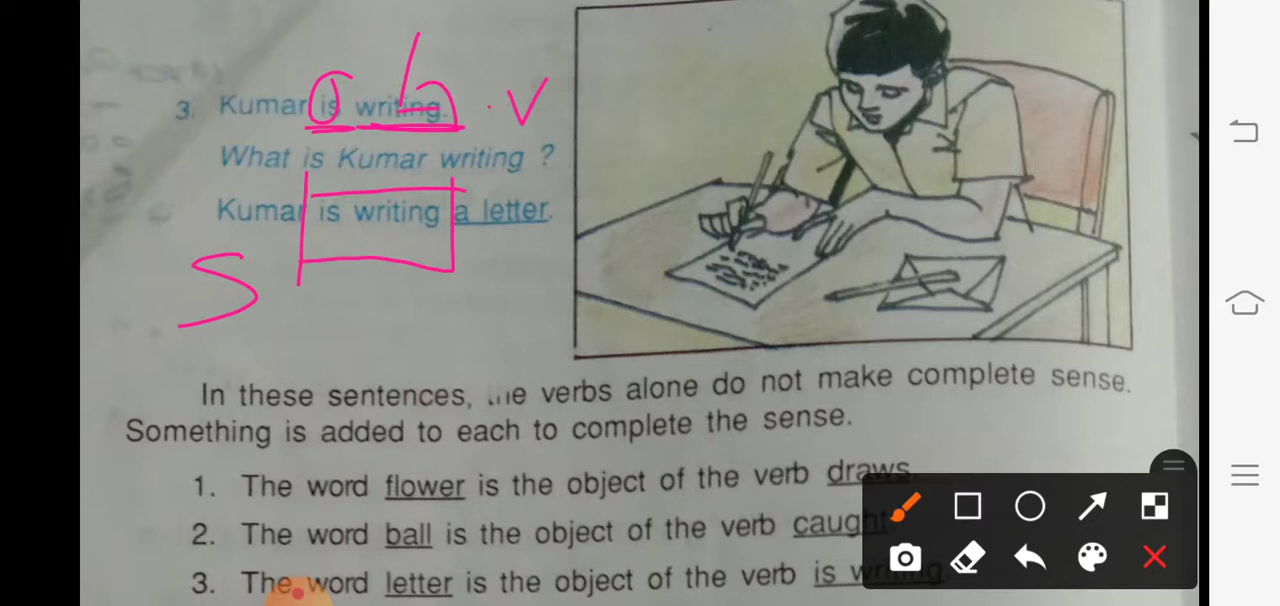 3. Kumar is writing. . V
What is Kumar writing ?
Kumar is writing a letter.
S
In these sentences, the verbs alone do not make complete sense.
Something is added to each to complete the sense.
1. The word flower is the object of the verb draws.
2. The word ball is the object of the verb caught
3. The word letter is the object of the verb is writing.